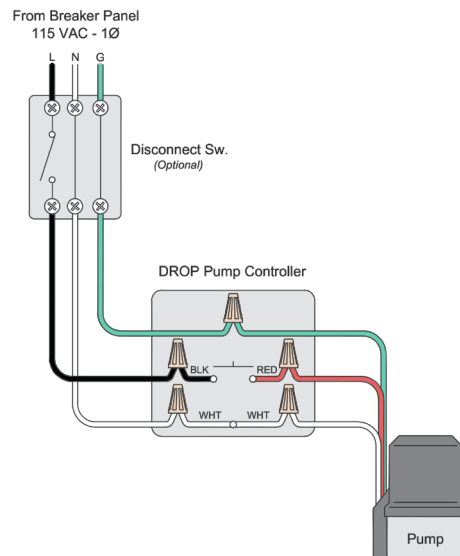 From Breaker Panel
115 VAC - 1Ø
L N G
Disconnect Sw.
(Optional)
DROP Pump Controller
BLK RED
WHT WHT
Pump